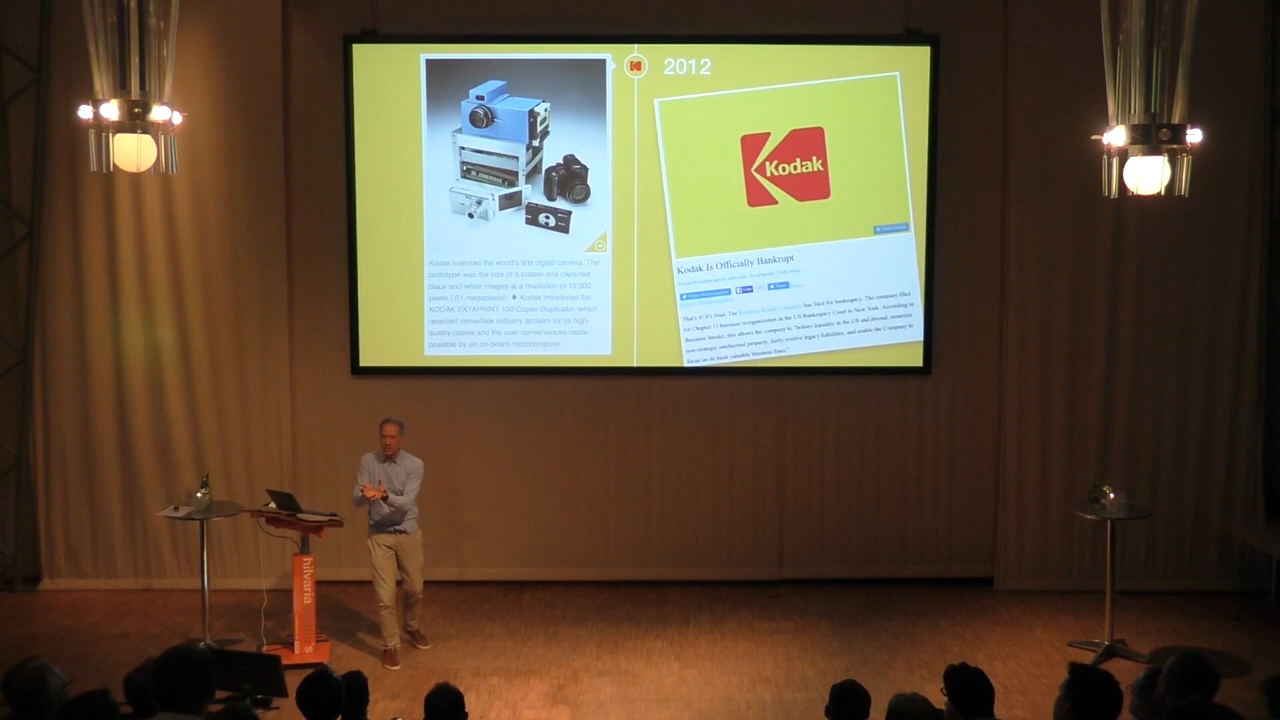 2012
Kodak
Kodak invented the world's first digital camera. The
prototype was the size of a toaster and captured
black-and-white images at a resolution of 10,000
pixels (.01 megapixels). ♦ Kodak introduced the
KODAK EKTAPRINT 100 Copier-Duplicator, which
received immediate industry acclaim for its high-
quality copies and the user conveniences made
possible by an on-board microcomputer.
Kodak Is Officially Bankrupt
Like
Tweet
That's it! It's final. The Eastman Kodak Company has filed for bankruptcy. The company filed
for Chapter 11 business reorganization in the US Bankruptcy Court in New York. According to
Business Insider, this allows the company to "bolster liquidity in the US and abroad, monetize
non-strategic intellectual property, fairly resolve legacy liabilities, and enable the Company to
focus on its most valuable business lines."
hilvaria